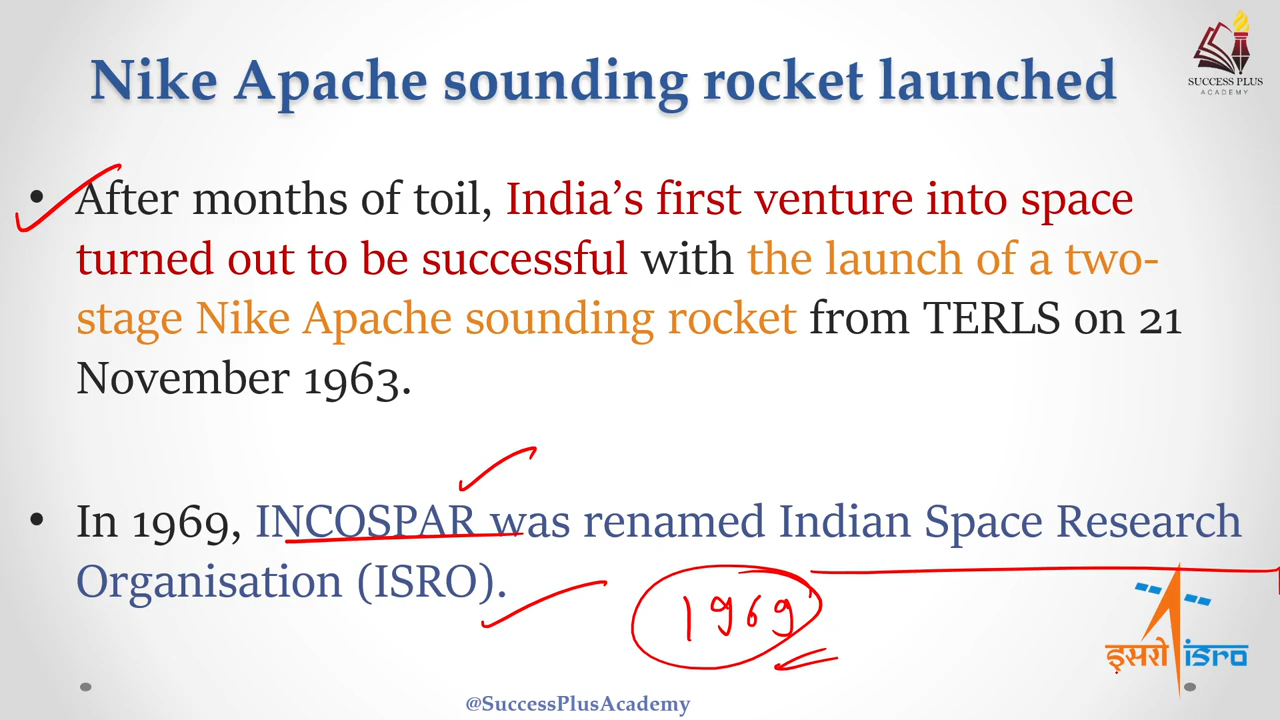 Nike Apache sounding rocket launched
SUCCESS PLUS
ACADEMY
• After months of toil, India’s first venture into space
turned out to be successful with the launch of a two-
stage Nike Apache sounding rocket from TERLS on 21
November 1963.
• In 1969, INCOSPAR was renamed Indian Space Research
Organisation (ISRO).
1969
इसरो isro
@SuccessPlusAcademy